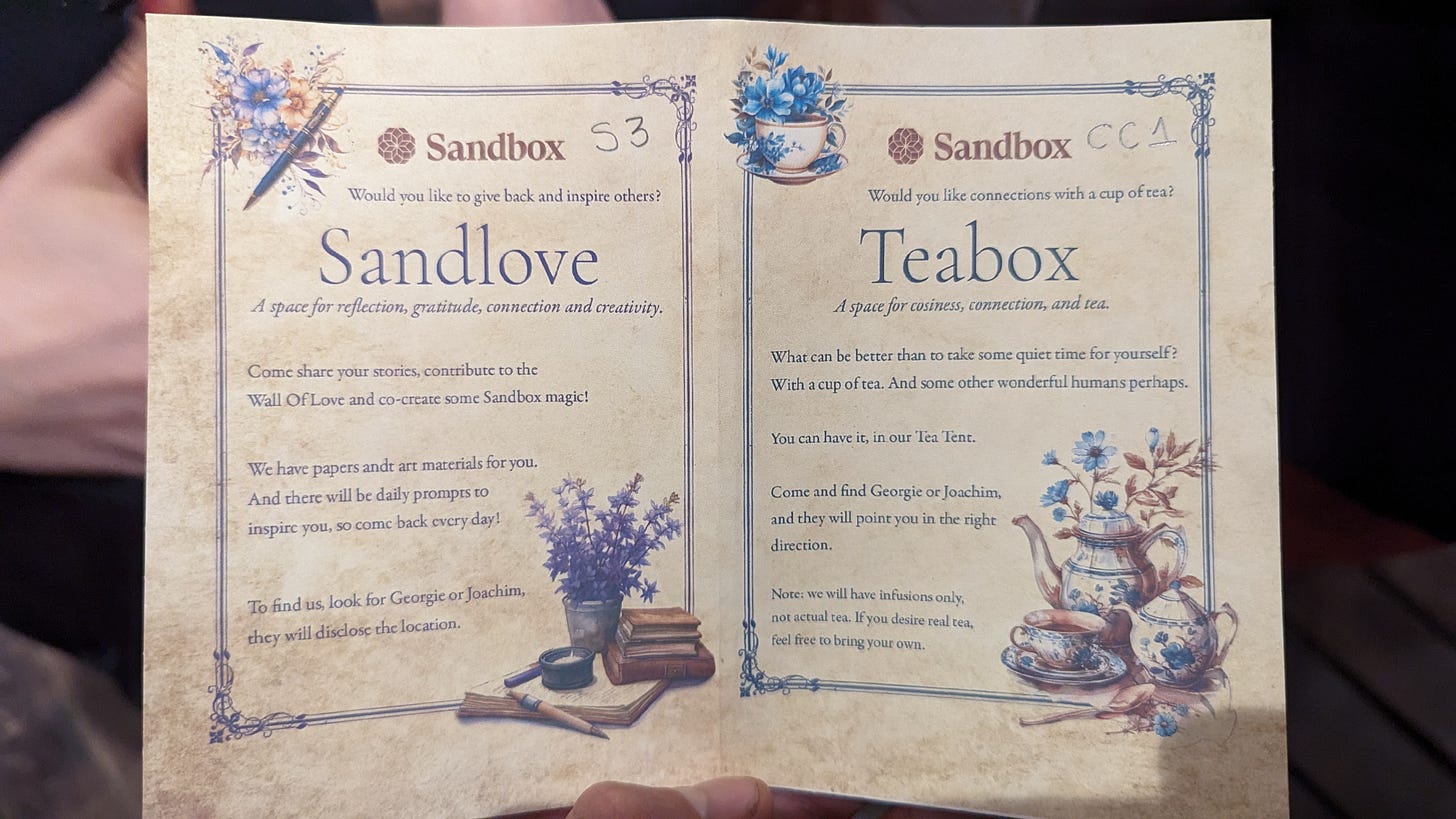 Sandbox S3
Would you like to give back and inspire others?
Sandlove
A space for reflection, gratitude, connection and creativity.
Come share your stories, contribute to the
Wall Of Love and co-create some Sandbox magic!
We have papers andt art materials for you.
And there will be daily prompts to
inspire you, so come back every day!
To find us, look for Georgie or Joachim,
they will disclose the location.
Sandbox CC1
Would you like connections with a cup of tea?
Teabox
A space for cosiness, connection, and tea.
What can be better than to take some quiet time for yourself?
With a cup of tea. And some other wonderful humans perhaps.
You can have it, in our Tea Tent.
Come and find Georgie or Joachim,
and they will point you in the right
direction.
Note: we will have infusions only,
not actual tea. If you desire real tea,
feel free to bring your own.